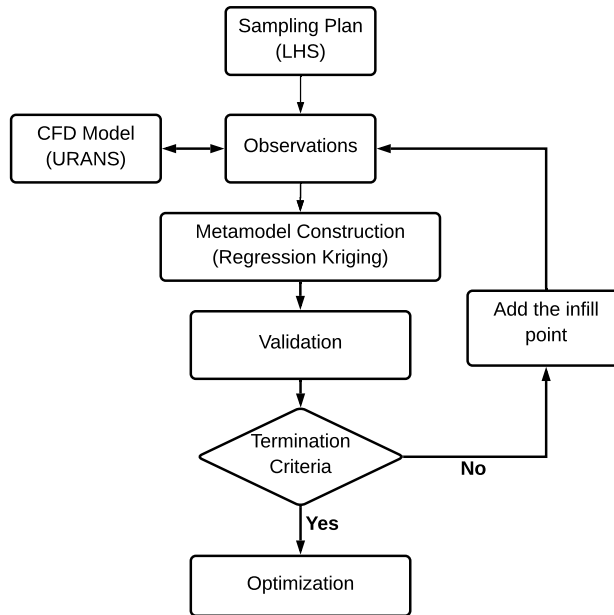 Sampling Plan
(LHS)
CFD Model
(URANS)
Observations
Metamodel Construction
(Regression Kriging)
Add the infill
point
Validation
Termination
Criteria
No
Yes
Optimization